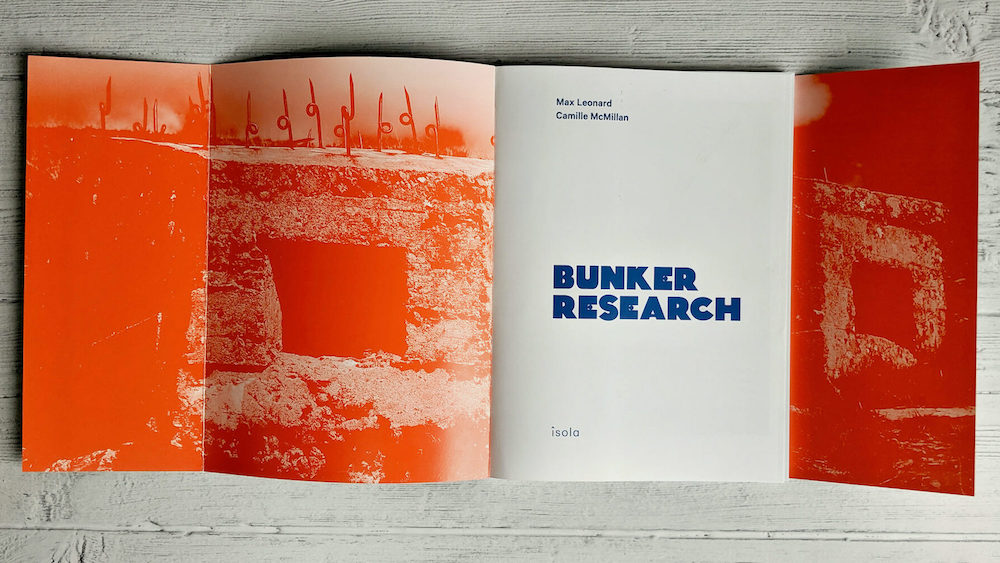 Max Leonard
Camille McMillan
BUNKER
RESEARCH
isola